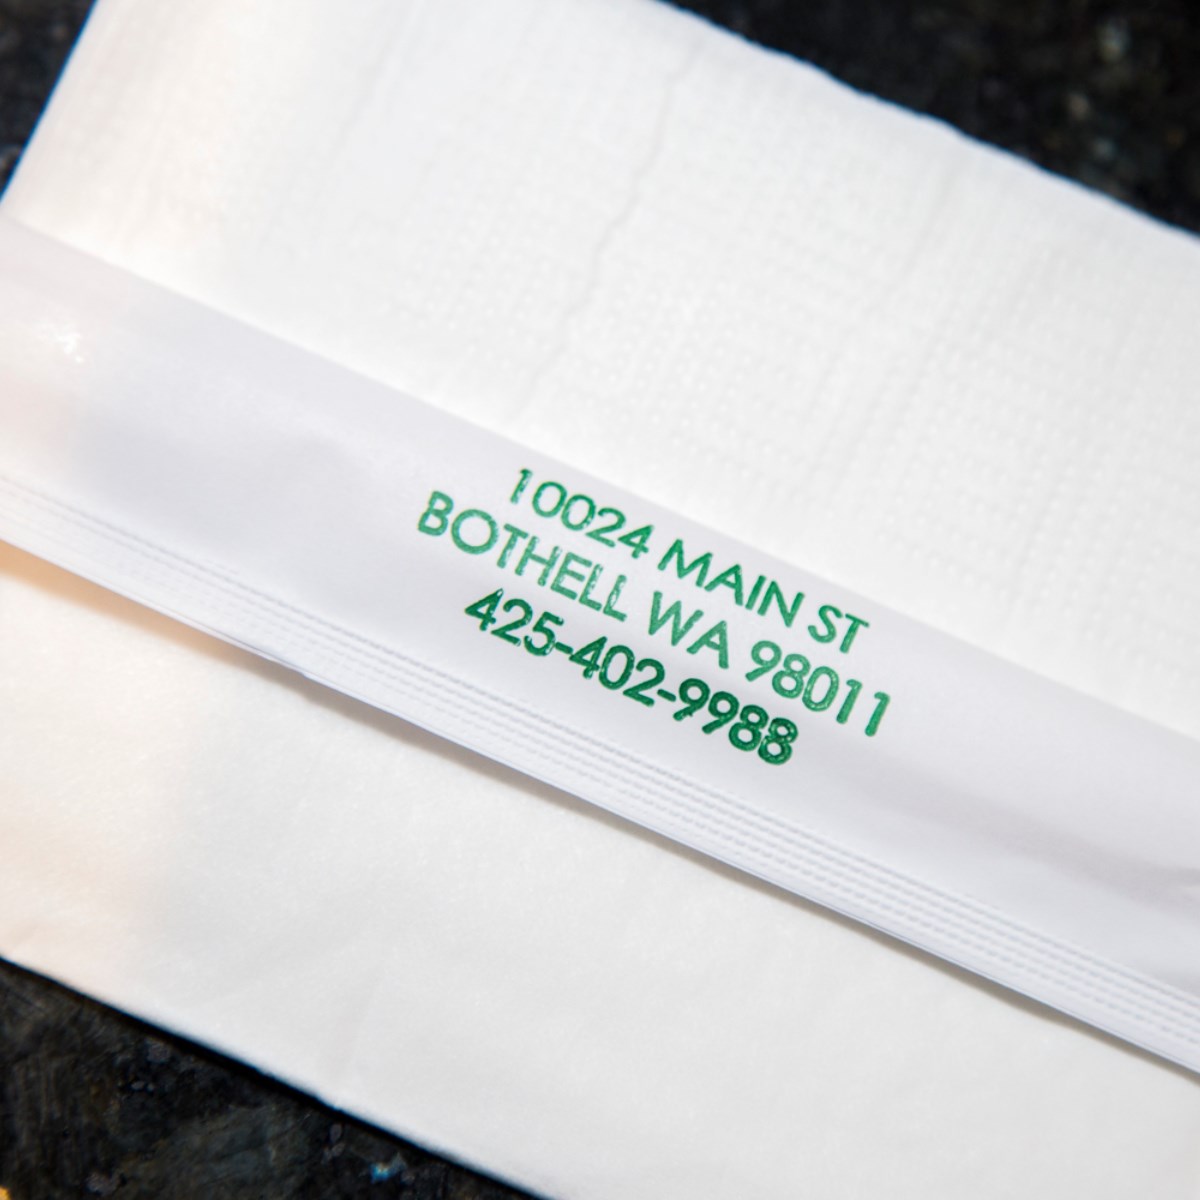 10024 MAIN ST
BOTHELL WA 98011
425-402-9988